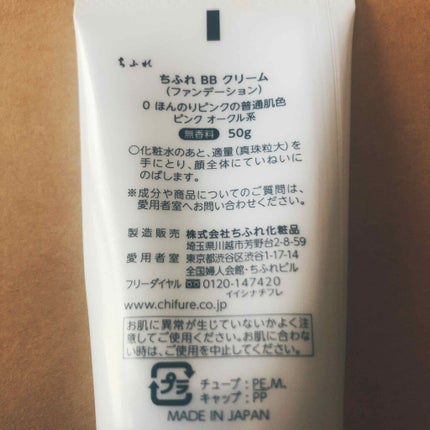 ちふれ
ちふれ BB クリーム
(ファンデーション)
0 ほんのりピンクの普通肌色
ピンク オークル系
無香料 50g
○化粧水のあと、適量(真珠粒大)を
手にとり、顔全体にていねいに
のばします。
※成分や商品についてのご質問は、
愛用者室へお問い合わせください。
製造販売 株式会社ちふれ化粧品
埼玉県川越市芳野台2-8-59
愛用者室 東京都渋谷区渋谷1-17-14
全国婦人会館・ちふれビル
フリーダイヤル 0120-147420
イイシナチフレ
www.chifure.co.jp
お肌に異常が生じていないかよく注
意してご使用ください。お肌に合わな
い時は、ご使用を中止してください。
プラ チューブ:PE,M,
キャップ:PP
MADE IN JAPAN